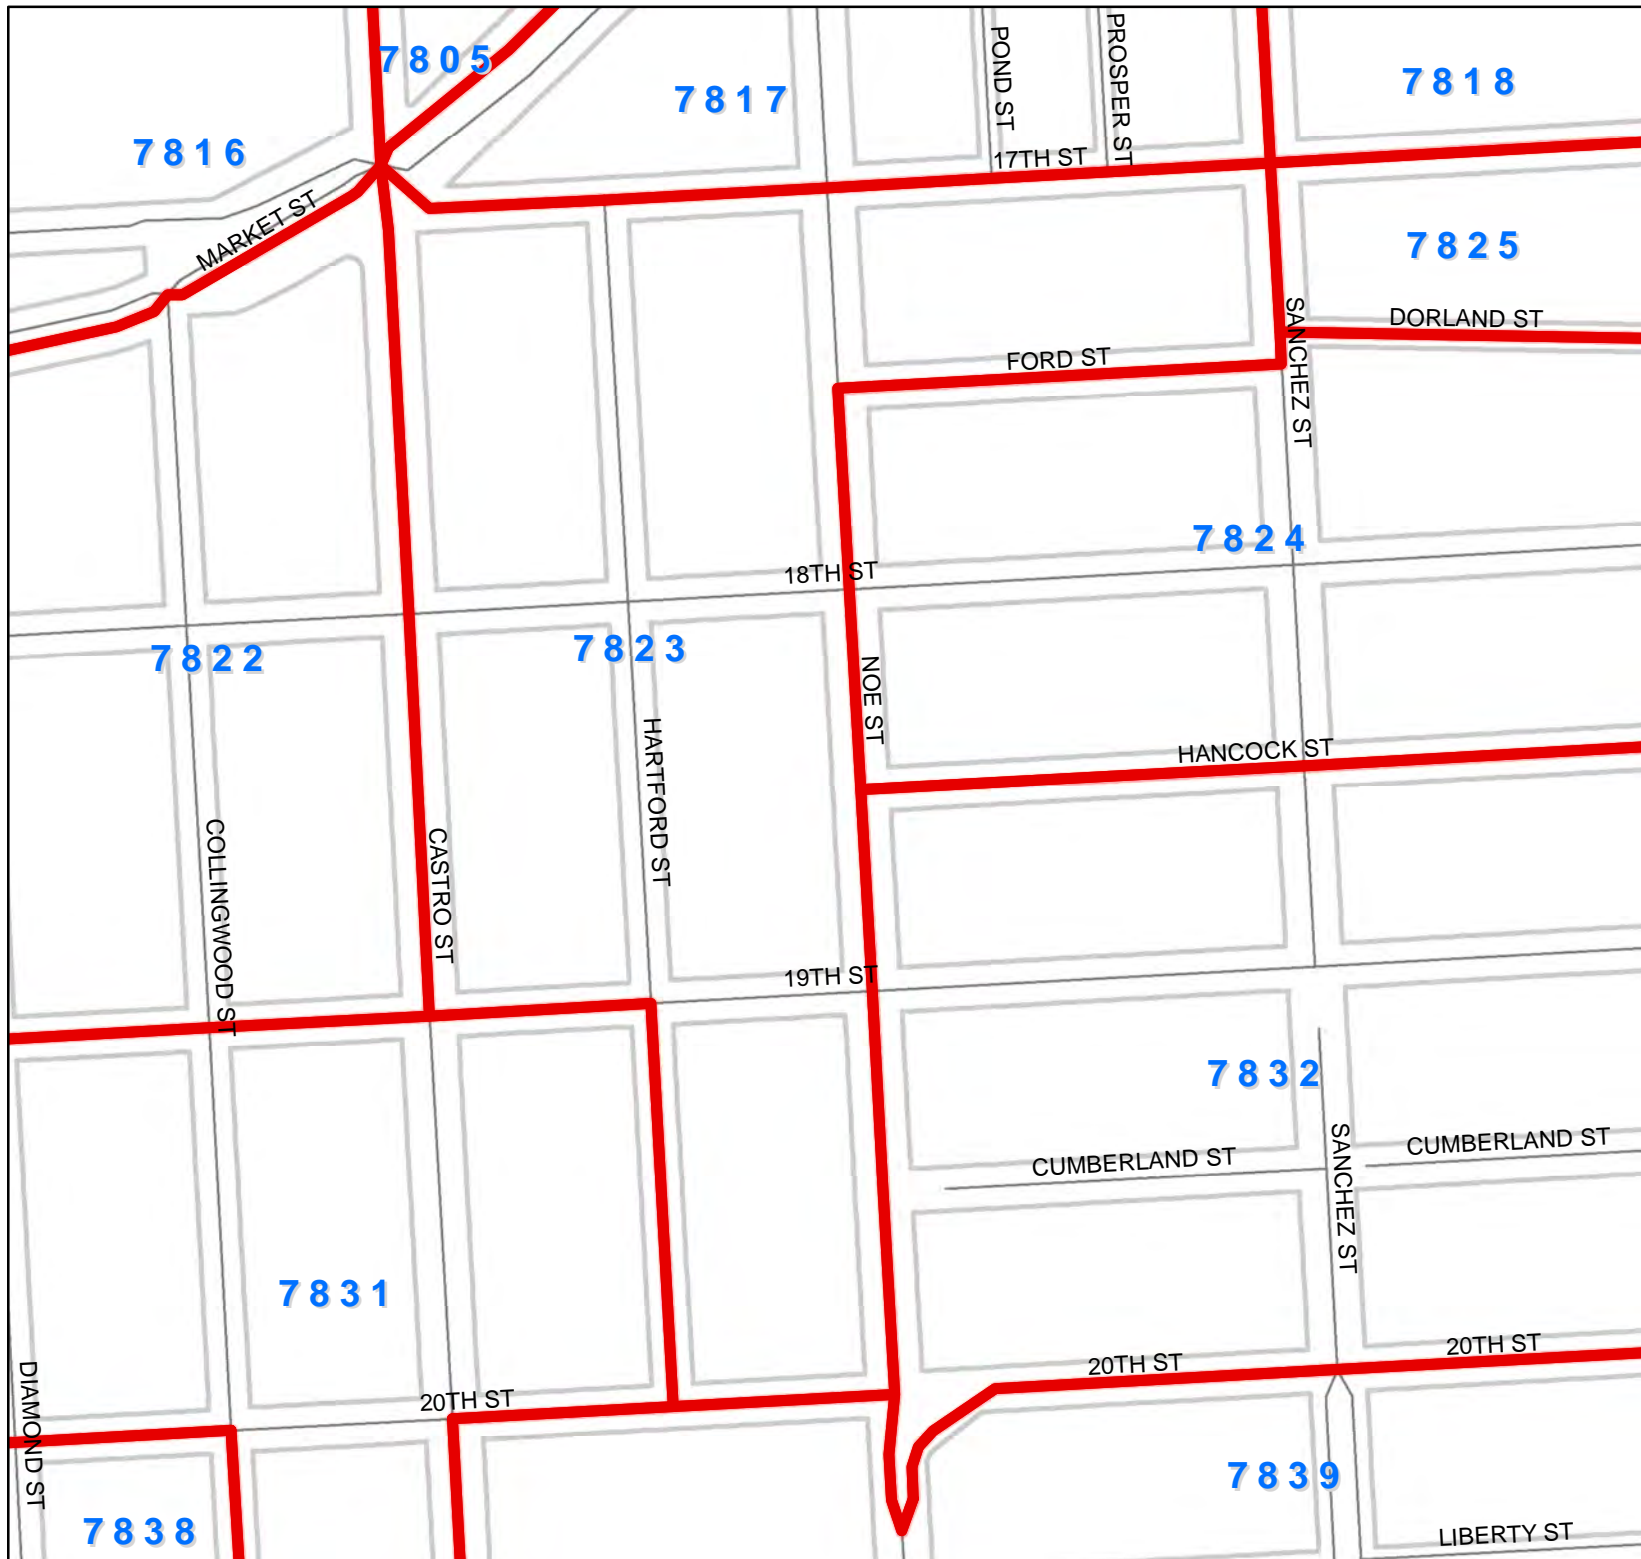 7805
7817
POND ST
PROSPER ST
7818
7816
17TH ST
MARKET ST
7825
SANCHEZ ST
DORLAND ST
FORD ST
7824
18TH ST
7822
7823
NOE ST
HARTFORD ST
HANCOCK ST
COLLINGWOOD ST
CASTRO ST
19TH ST
7832
CUMBERLAND ST
CUMBERLAND ST
SANCHEZ ST
7831
20TH ST
20TH ST
20TH ST
DIAMOND ST
7839
7838
LIBERTY ST